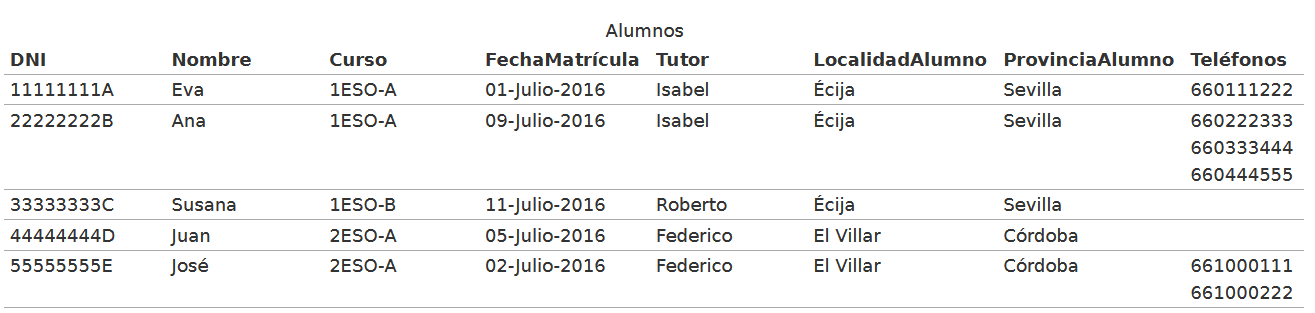 Alumnos
DNI Nombre Curso FechaMatrícula Tutor LocalidadAlumno ProvinciaAlumno Teléfonos
11111111A Eva 1ESO-A 01-Julio-2016 Isabel Écija Sevilla 660111222
22222222B Ana 1ESO-A 09-Julio-2016 Isabel Écija Sevilla 660222333
660333444
660444555
33333333C Susana 1ESO-B 11-Julio-2016 Roberto Écija Sevilla
44444444D Juan 2ESO-A 05-Julio-2016 Federico El Villar Córdoba
55555555E José 2ESO-A 02-Julio-2016 Federico El Villar Córdoba 661000111
661000222